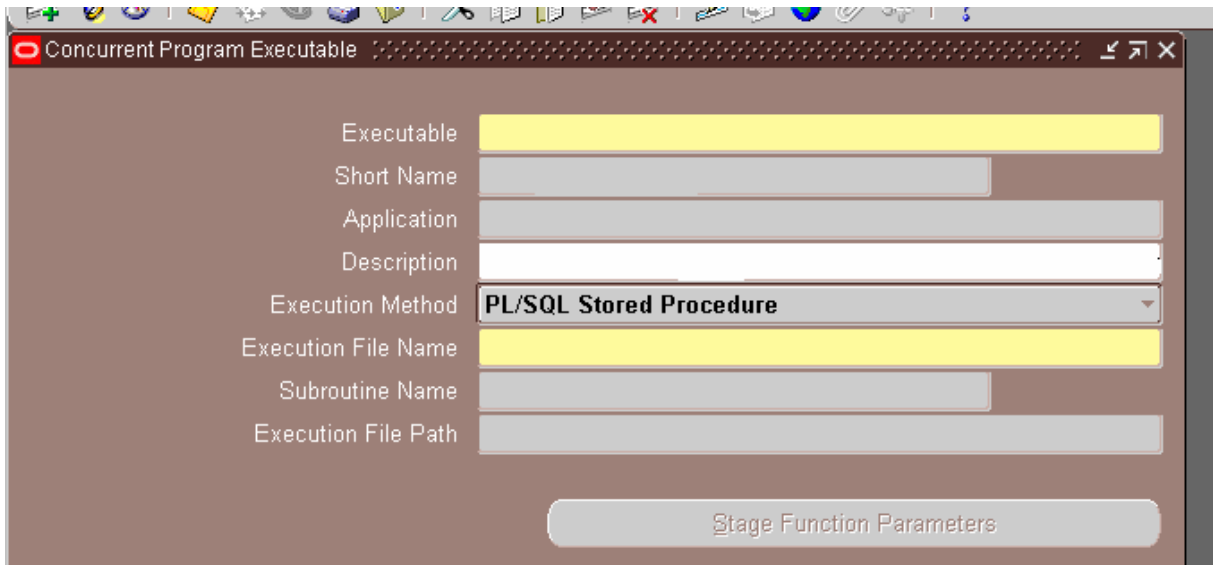 Concurrent Program Executable
Executable
Short Name
Application
Description
Execution Method PL/SQL Stored Procedure
Execution File Name
Subroutine Name
Execution File Path
Stage Function Parameters